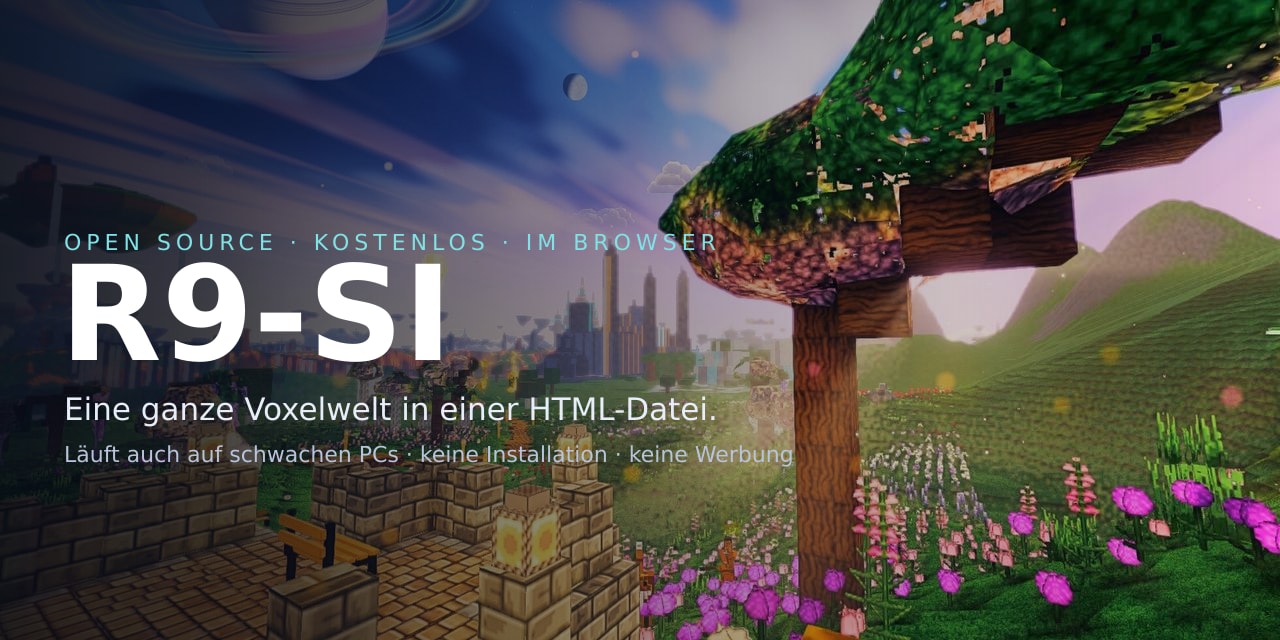 OPEN SOURCE · KOSTENLOS · IM BROWSER
R9-SI
Eine ganze Voxelwelt in einer HTML-Datei.
Läuft auch auf schwachen PCs · keine Installation · keine Werbung